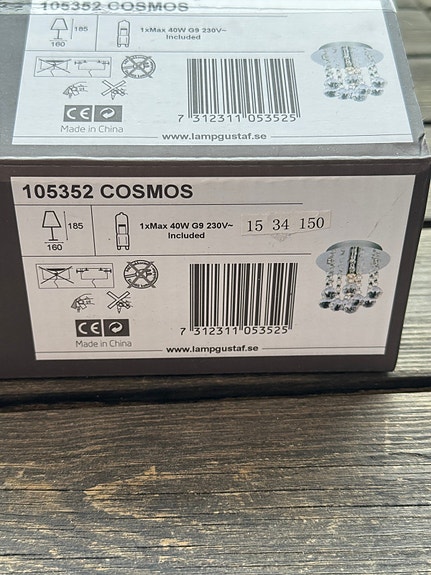 105352 COSMOS
185
160
1xMax 40W G9 230V~
Included
CE
Made in China
7 312311 053525
www.lampgustaf.se
105352 COSMOS
185
160
1xMax 40W G9 230V~
Included
15 34 150
CE
Made in China
7 312311 053525
www.lampgustaf.se